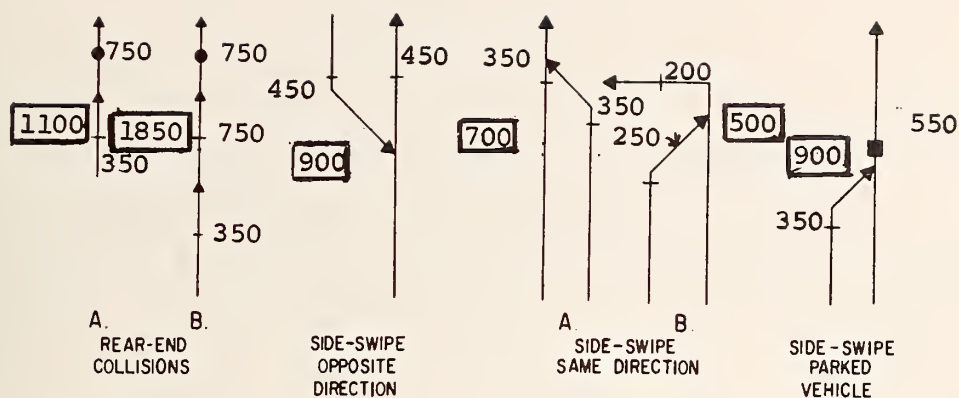 750
750
450
450
1100
1850
750
350
350
900
350
350
700
200
250
500
900
550
350
A.
B.
REAR-END
COLLISIONS
SIDE-SWIPE
OPPOSITE
DIRECTION
A.
B.
SIDE-SWIPE
SAME DIRECTION
SIDE-SWIPE
PARKED
VEHICLE